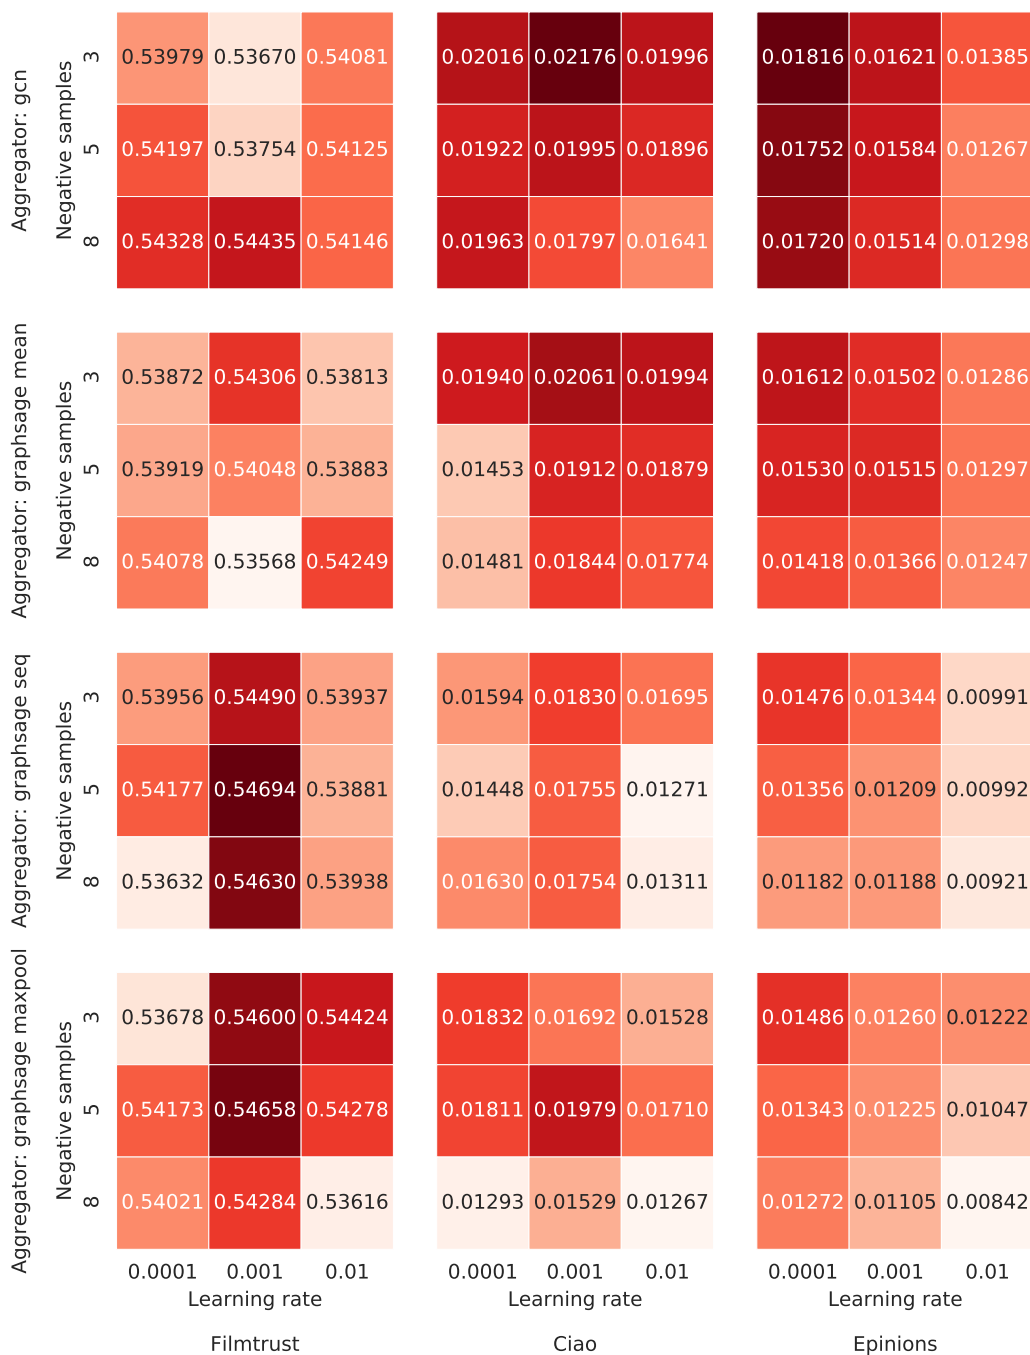 Aggregator: gcn
Negative samples
3
0.53979 0.53670 0.54081
0.02016 0.02176 0.01996
0.01816 0.01621 0.01385
5
0.54197 0.53754 0.54125
0.01922 0.01995 0.01896
0.01752 0.01584 0.01267
8
0.54328 0.54435 0.54146
0.01963 0.01797 0.01641
0.01720 0.01514 0.01298
Aggregator: graphsage mean
Negative samples
3
0.53872 0.54306 0.53813
0.01940 0.02061 0.01994
0.01612 0.01502 0.01286
5
0.53919 0.54048 0.53883
0.01453 0.01912 0.01879
0.01530 0.01515 0.01297
8
0.54078 0.53568 0.54249
0.01481 0.01844 0.01774
0.01418 0.01366 0.01247
Aggregator: graphsage seq
Negative samples
3
0.53956 0.54490 0.53937
0.01594 0.01830 0.01695
0.01476 0.01344 0.00991
5
0.54177 0.54694 0.53881
0.01448 0.01755 0.01271
0.01356 0.01209 0.00992
8
0.53632 0.54630 0.53938
0.01630 0.01754 0.01311
0.01182 0.01188 0.00921
Aggregator: graphsage maxpool
Negative samples
3
0.53678 0.54600 0.54424
0.01832 0.01692 0.01528
0.01486 0.01260 0.01222
5
0.54173 0.54658 0.54278
0.01811 0.01979 0.01710
0.01343 0.01225 0.01047
8
0.54021 0.54284 0.53616
0.01293 0.01529 0.01267
0.01272 0.01105 0.00842
0.0001 0.001 0.01
0.0001 0.001 0.01
0.0001 0.001 0.01
Learning rate
Learning rate
Learning rate
Filmtrust
Ciao
Epinions